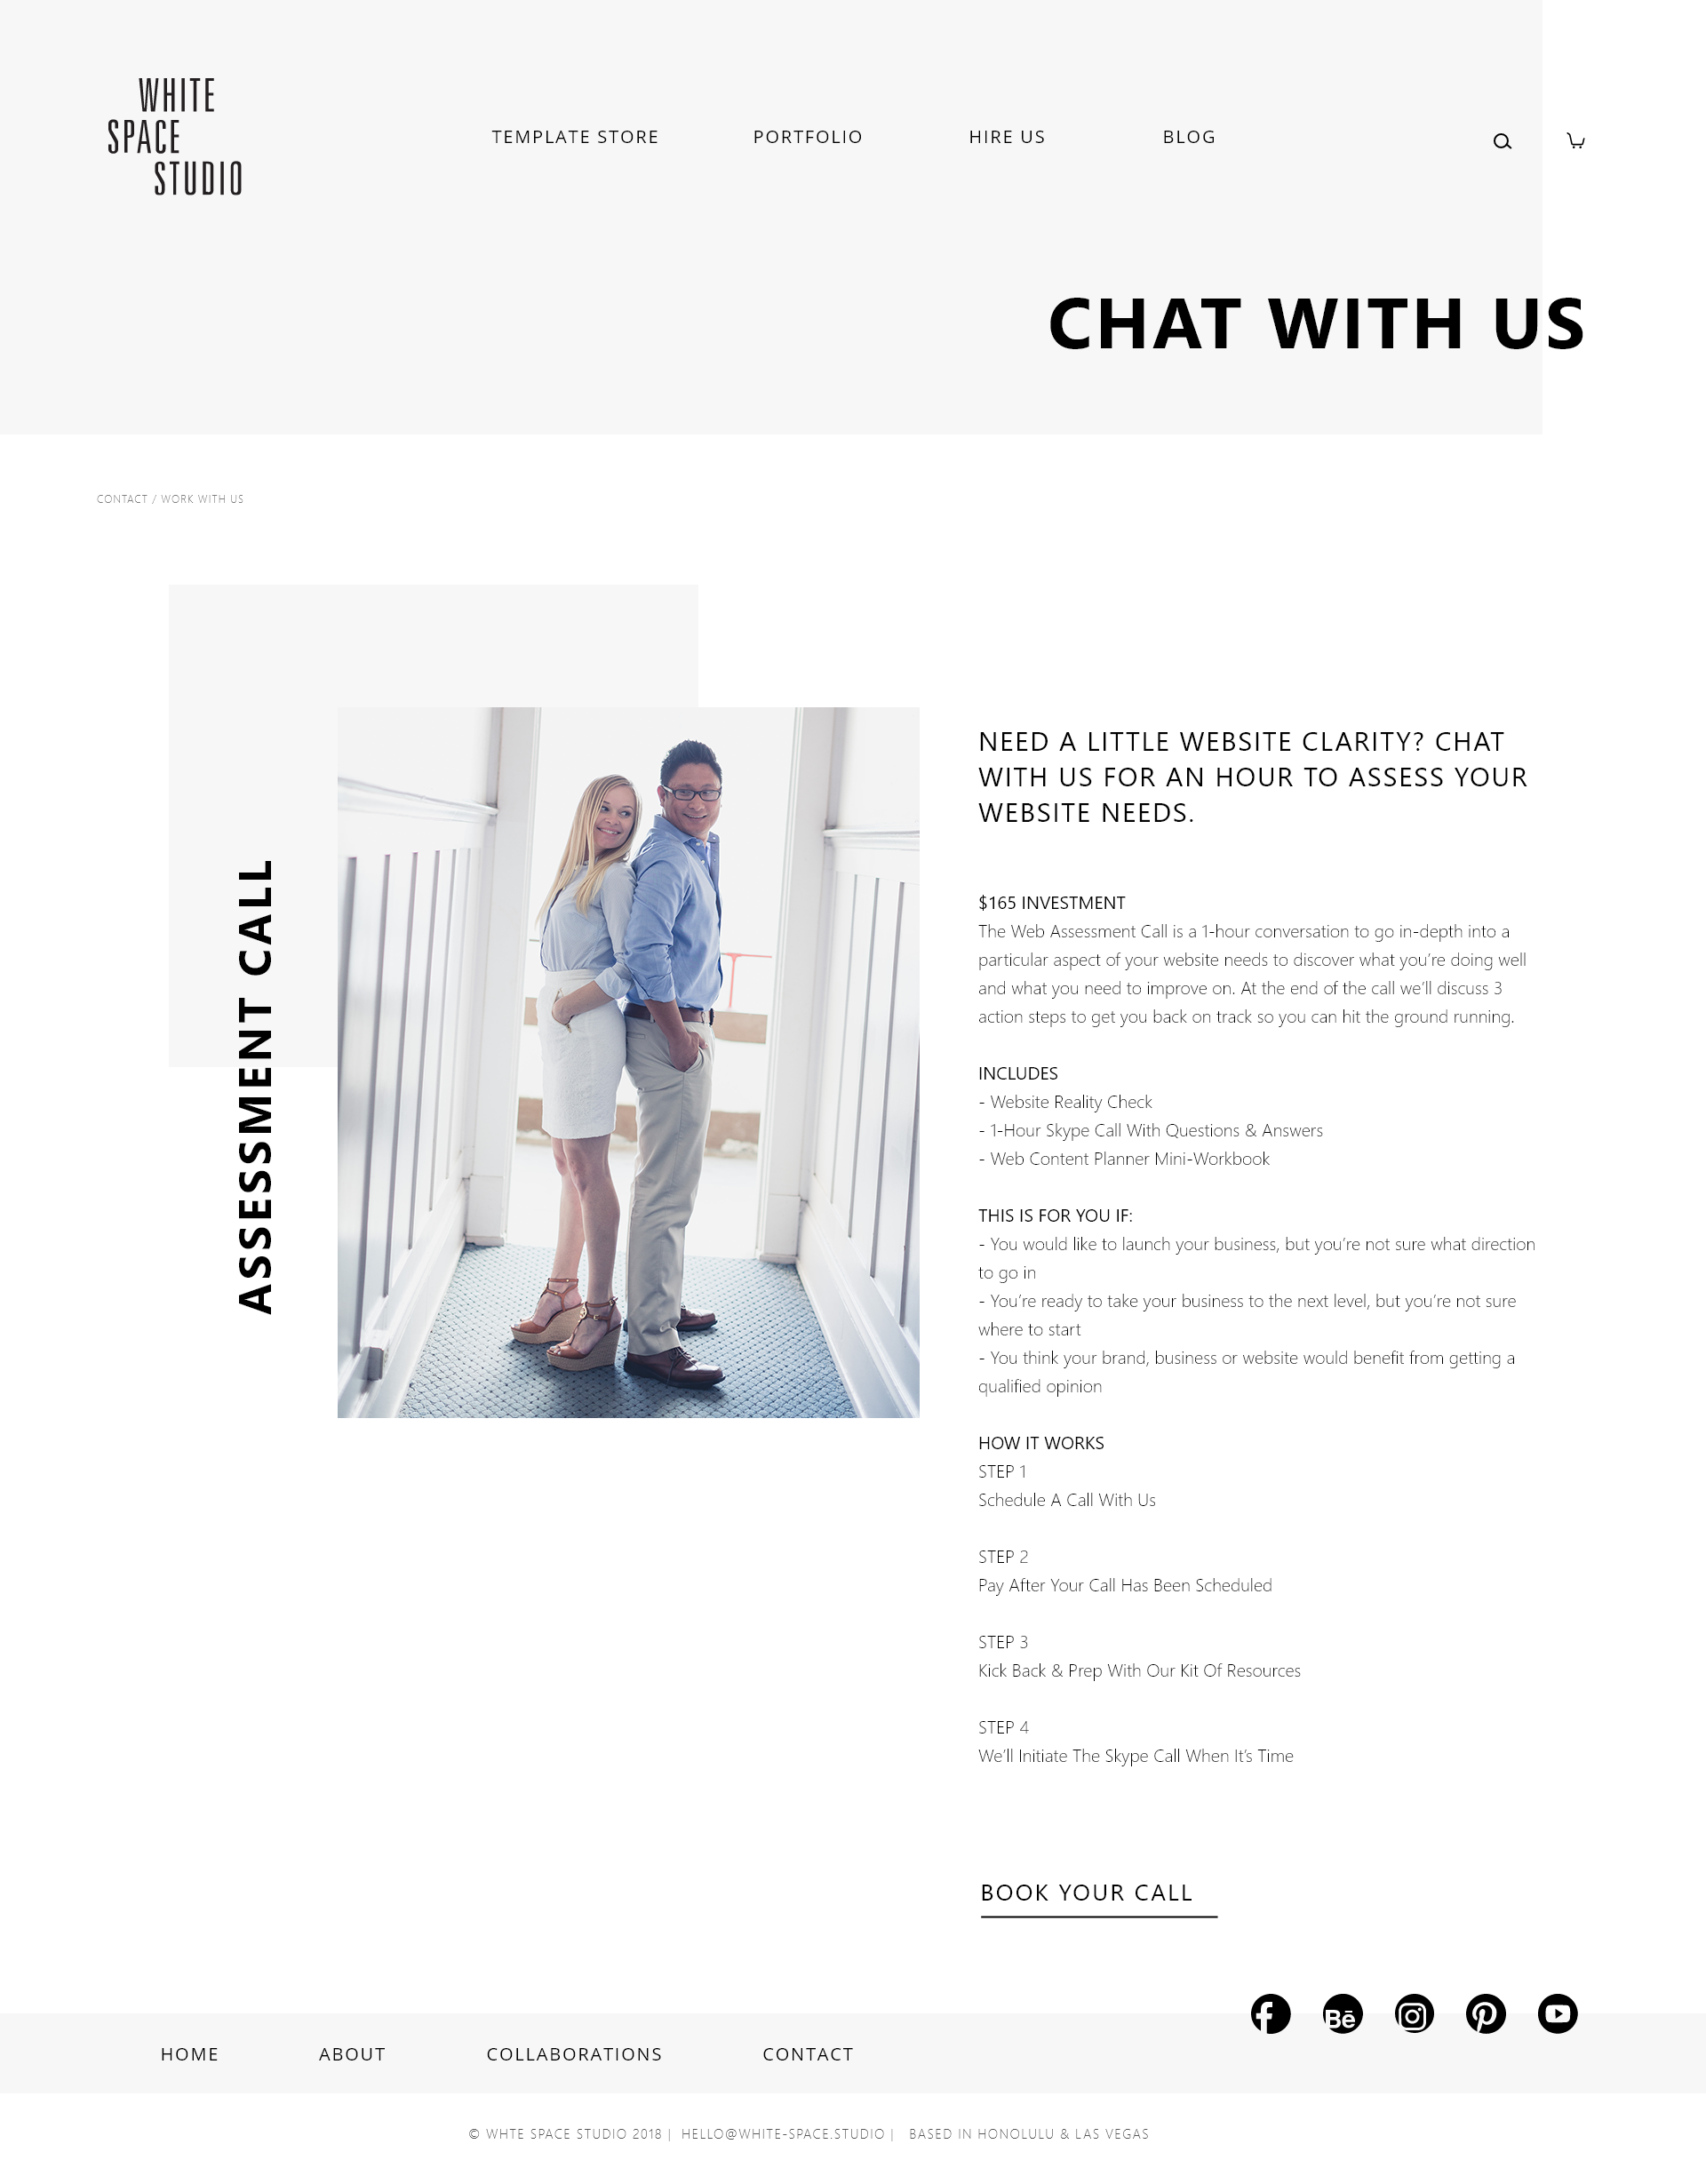 WHITE
SPACE
STUDIO
TEMPLATE STORE
PORTFOLIO
HIRE US
BLOG
CHAT WITH US
CONTACT / WORK WITH US
ASSESSMENT CALL
NEED A LITTLE WEBSITE CLARITY? CHAT
WITH US FOR AN HOUR TO ASSESS YOUR
WEBSITE NEEDS.
$165 INVESTMENT
The Web Assessment Call is a 1-hour conversation to go in-depth into a
particular aspect of your website needs to discover what you’re doing well
and what you need to improve on. At the end of the call we’ll discuss 3
action steps to get you back on track so you can hit the ground running.
INCLUDES
- Website Reality Check
- 1-Hour Skype Call With Questions & Answers
- Web Content Planner Mini-Workbook
THIS IS FOR YOU IF:
- You would like to launch your business, but you’re not sure what direction
to go in
- You’re ready to take your business to the next level, but you’re not sure
where to start
- You think your brand, business or website would benefit from getting a
qualified opinion
HOW IT WORKS
STEP 1
Schedule A Call With Us
STEP 2
Pay After Your Call Has Been Scheduled
STEP 3
Kick Back & Prep With Our Kit Of Resources
STEP 4
We’ll Initiate The Skype Call When It’s Time
BOOK YOUR CALL
Bē
HOME
ABOUT
COLLABORATIONS
CONTACT
© WHTE SPACE STUDIO 2018 | HELLO@WHITE-SPACE.STUDIO | BASED IN HONOLULU & LAS VEGAS